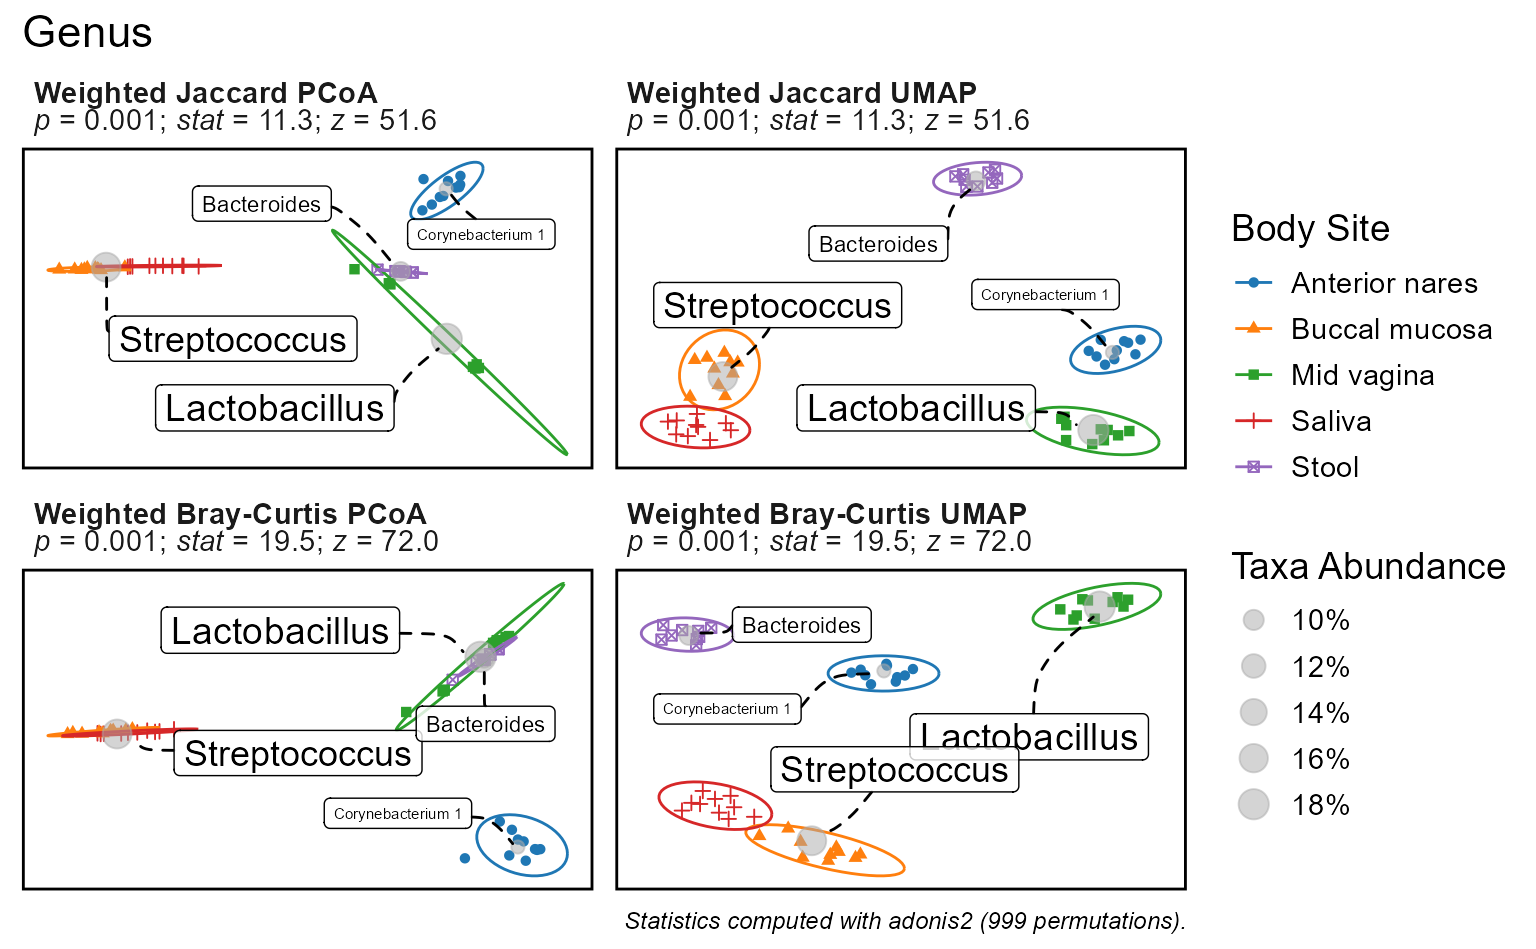 Genus
Weighted Jaccard PCoA
p = 0.001; stat = 11.3; z = 51.6
Bacteroides
Corynebacterium 1
Streptococcus
Lactobacillus
Weighted Jaccard UMAP
p = 0.001; stat = 11.3; z = 51.6
Bacteroides
Corynebacterium 1
Streptococcus
Lactobacillus
Weighted Bray-Curtis PCoA
p = 0.001; stat = 19.5; z = 72.0
Lactobacillus
Bacteroides
Streptococcus
Corynebacterium 1
Weighted Bray-Curtis UMAP
p = 0.001; stat = 19.5; z = 72.0
Bacteroides
Corynebacterium 1
Lactobacillus
Streptococcus
Body Site
Anterior nares
Buccal mucosa
Mid vagina
Saliva
Stool
Taxa Abundance
10%
12%
14%
16%
18%
Statistics computed with adonis2 (999 permutations).